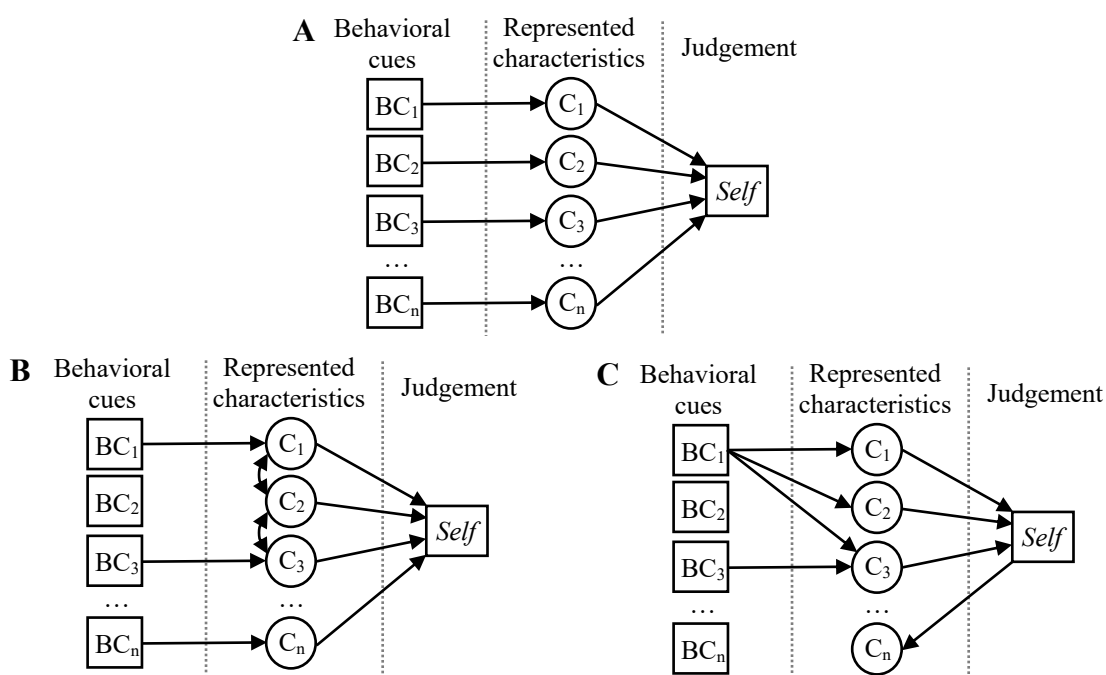 A
Behavioral
cues
Represented
characteristics
Judgement
BC₁
C₁
BC₂
C₂
BC₃
C₃
...
...
BCₙ
Cₙ
Self
B
Behavioral
cues
Represented
characteristics
Judgement
BC₁
C₁
BC₂
C₂
BC₃
C₃
...
...
BCₙ
Cₙ
Self
C
Behavioral
cues
Represented
characteristics
Judgement
BC₁
C₁
BC₂
C₂
BC₃
C₃
...
...
BCₙ
Cₙ
Self